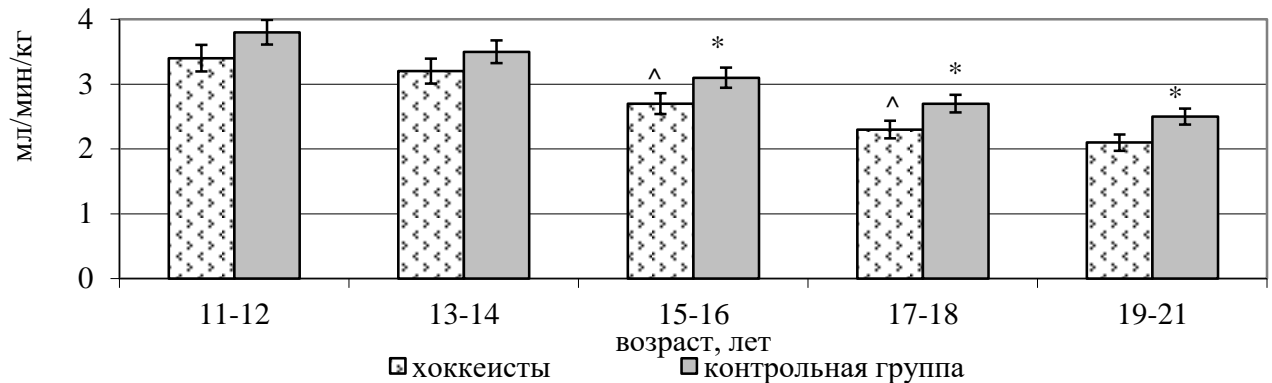 мл/мин/кг
4
3
2
1
0
^ * ^ * *
11-12 13-14 15-16 17-18 19-21
возраст, лет
хоккеисты контрольная группа